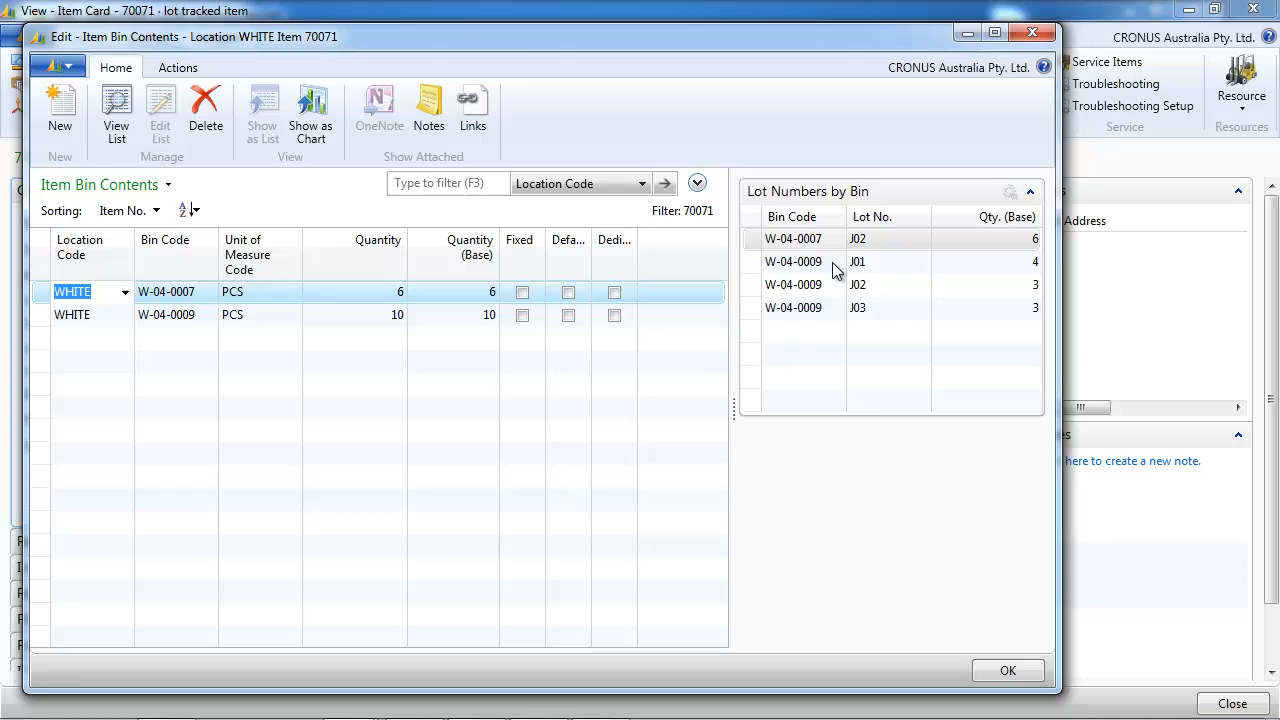 View - Item Card - 70071 · lot tracked item
Edit - Item Bin Contents - Location WHITE Item 70071
CRONUS Australia Pty. Ltd.
Home Actions
CRONUS Australia Pty. Ltd.
New
View List
Edit List
Delete
Show as List
Show as Chart
OneNote
Notes
Links
New
Manage
View
Show Attached
Service Items
Troubleshooting
Troubleshooting Setup
Service
Resource
Resources
Item Bin Contents
Type to filter (F3) Location Code
Sorting: Item No.
Filter: 70071
Location Code Bin Code Unit of Measure Code Quantity Quantity (Base) Fixed Defa... Dedi...
WHITE W-04-0007 PCS 6 6
WHITE W-04-0009 PCS 10 10
Lot Numbers by Bin
Bin Code Lot No. Qty. (Base)
W-04-0007 J02 6
W-04-0009 J01 4
W-04-0009 J02 3
W-04-0009 J03 3
Address
here to create a new note.
OK
Close